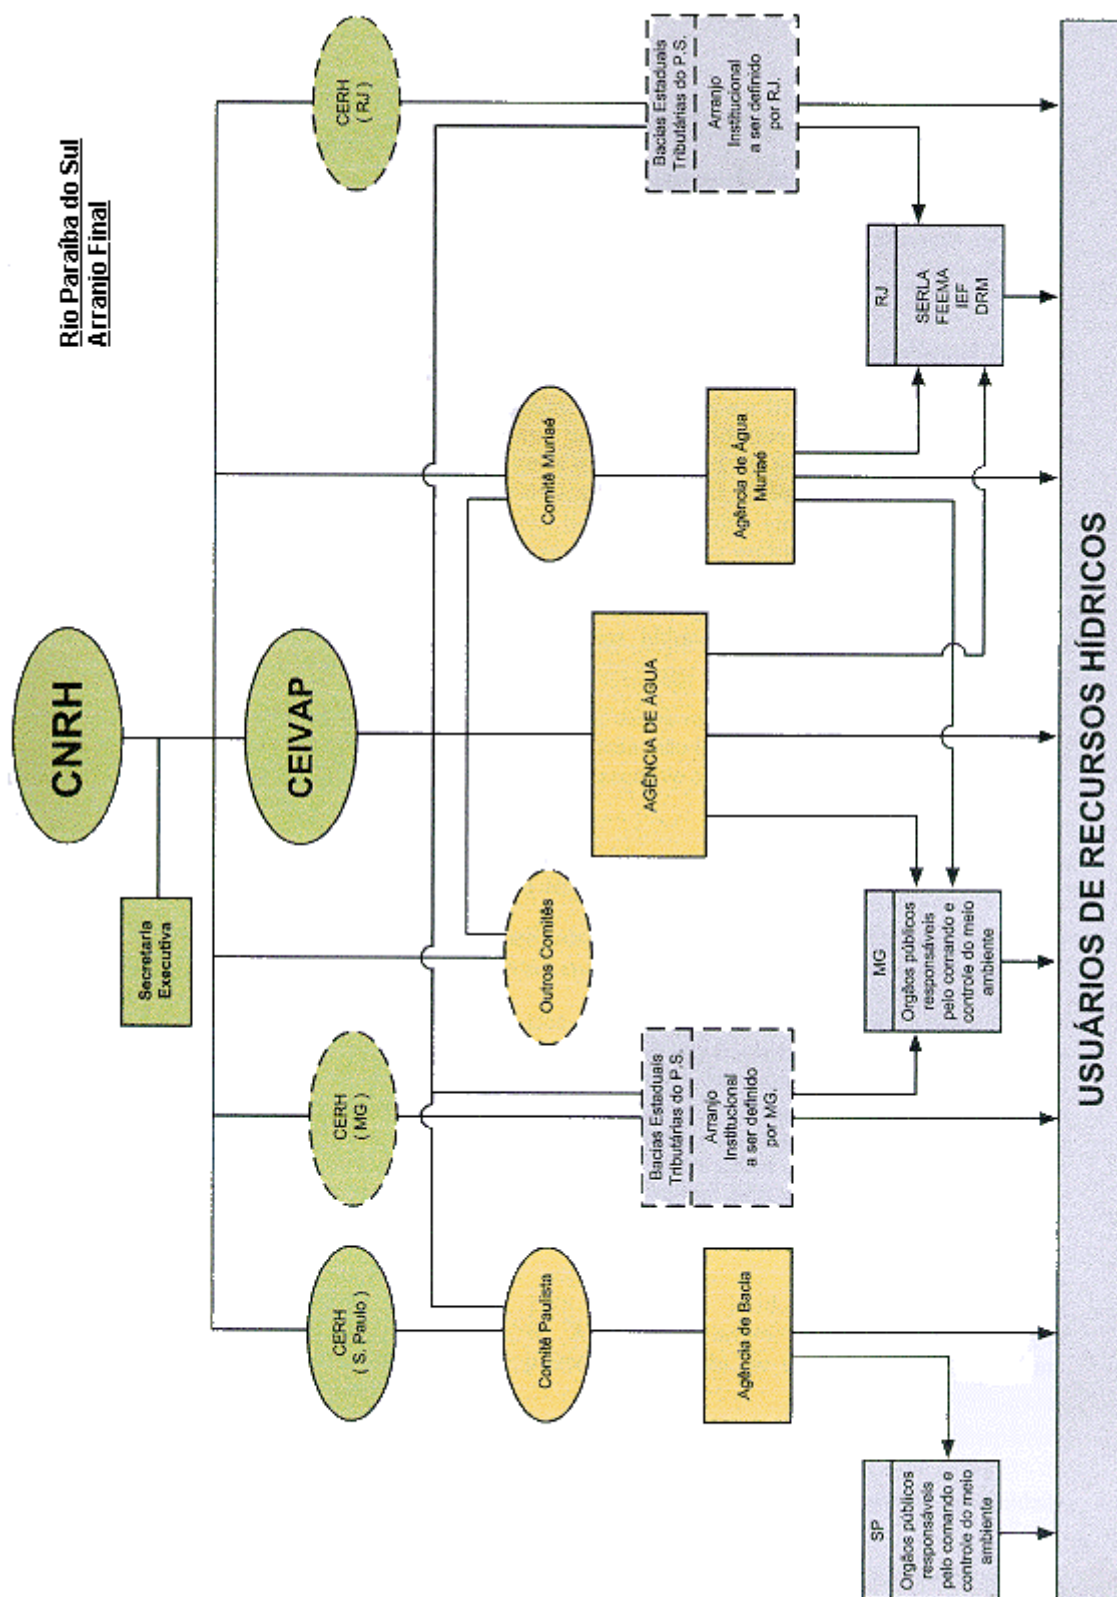 Rio Paraíba do Sul
Arranjo Final
CNRH
Secretaria
Executiva
CEIVAP
CERH
( S. Paulo )
CERH
( MG )
CERH
( RJ )
Comitê Paulista
Outros Comitês
Comitê Muriaé
Agência de Bacia
Bacias Estaduais
Tributárias do P.S.
Arranjo
Institucional
a ser definido
por MG.
AGÊNCIA DE ÁGUA
Agência de Água
Muriaé
Bacias Estaduais
Tributárias do P.S.
Arranjo
Institucional
a ser definido
por RJ.
SP
Orgãos públicos
responsáveis
pelo comando e
controle do meio
ambiente
MG
Orgãos públicos
responsáveis
pelo comando e
controle do meio
ambiente
RJ
SERLA
FEEMA
IEF
DRM
USUÁRIOS DE RECURSOS HÍDRICOS